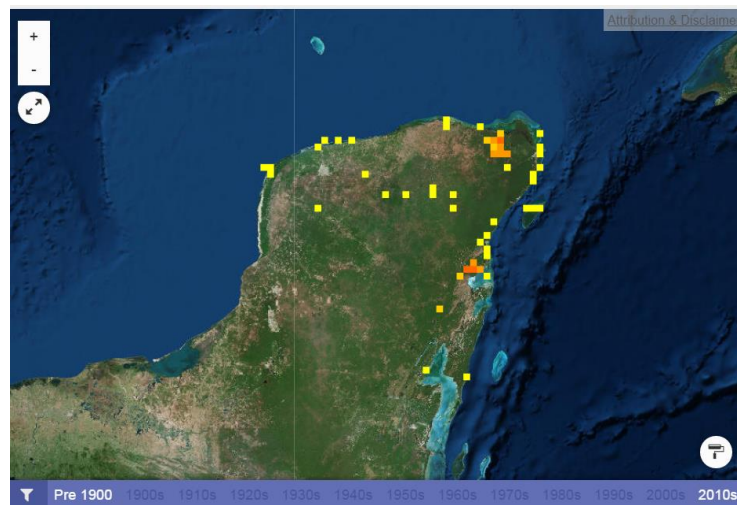 Attribution & Disclaime
+
-
Pre 1900 1900s 1910s 1920s 1930s 1940s 1950s 1960s 1970s 1980s 1990s 2000s 2010s